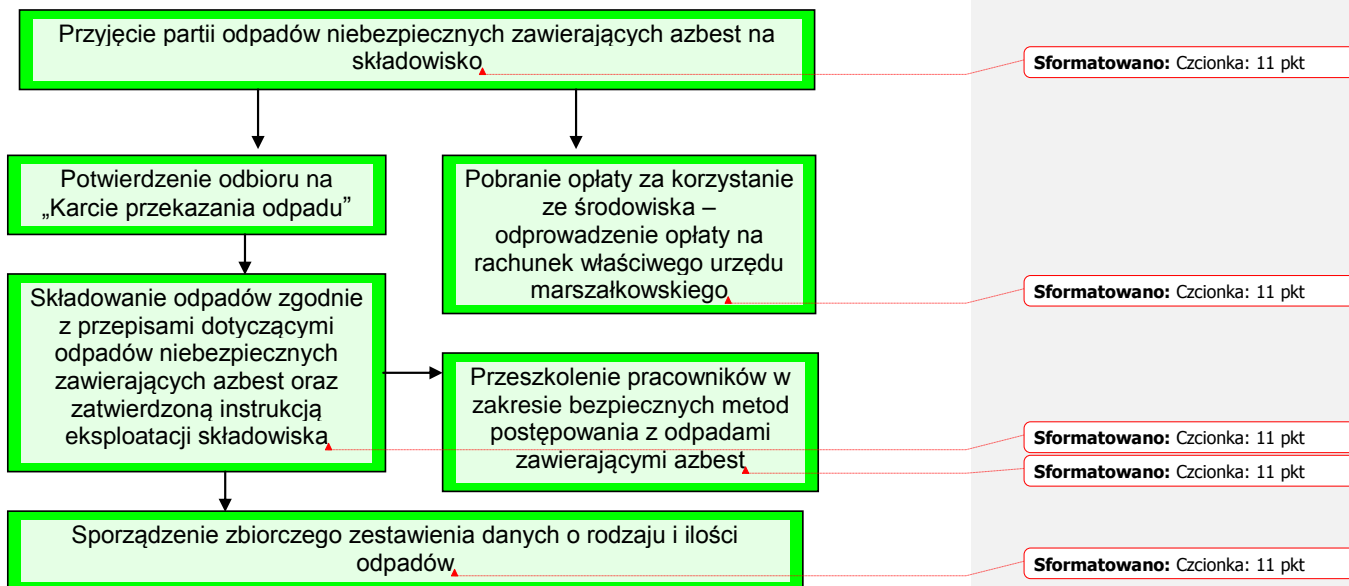 Przyjęcie partii odpadów niebezpiecznych zawierających azbest na
składowisko
Sformatowano: Czcionka: 11 pkt
Potwierdzenie odbioru na
„Karcie przekazania odpadu”
Pobranie opłaty za korzystanie
ze środowiska –
odprowadzenie opłaty na
rachunek właściwego urzędu
marszałkowskiego
Sformatowano: Czcionka: 11 pkt
Składowanie odpadów zgodnie
z przepisami dotyczącymi
odpadów niebezpiecznych
zawierających azbest oraz
zatwierdzoną instrukcją
eksploatacji składowiska
Sformatowano: Czcionka: 11 pkt
Przeszkolenie pracowników w
zakresie bezpiecznych metod
postępowania z odpadami
zawierającymi azbest
Sformatowano: Czcionka: 11 pkt
Sporządzenie zbiorczego zestawienia danych o rodzaju i ilości
odpadów
Sformatowano: Czcionka: 11 pkt